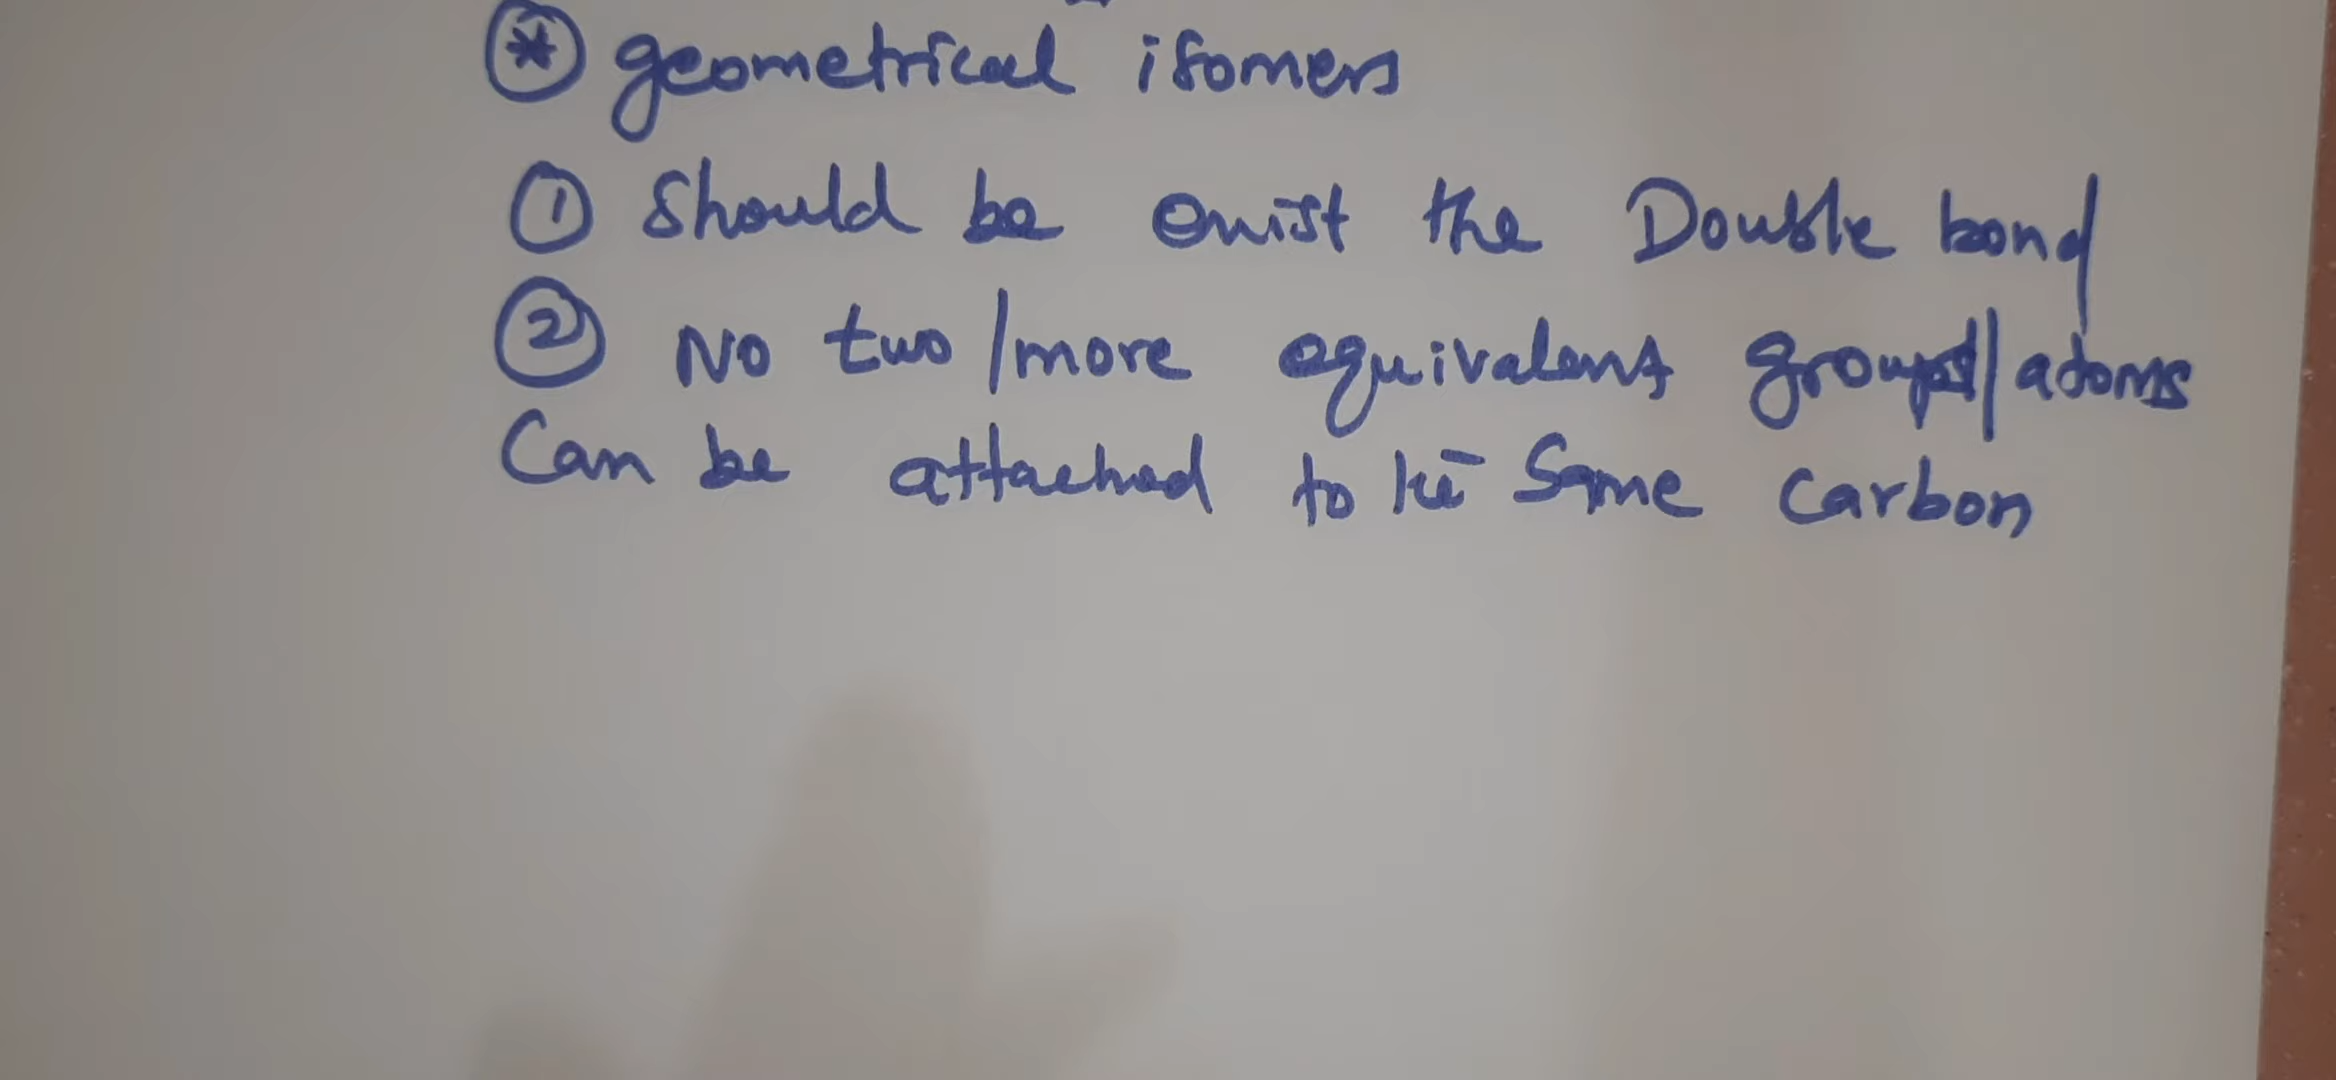 * geometrical isomers
① Should be exist the Double bond
② No two/more equivalent groups/atoms
Can be attached to the Same carbon